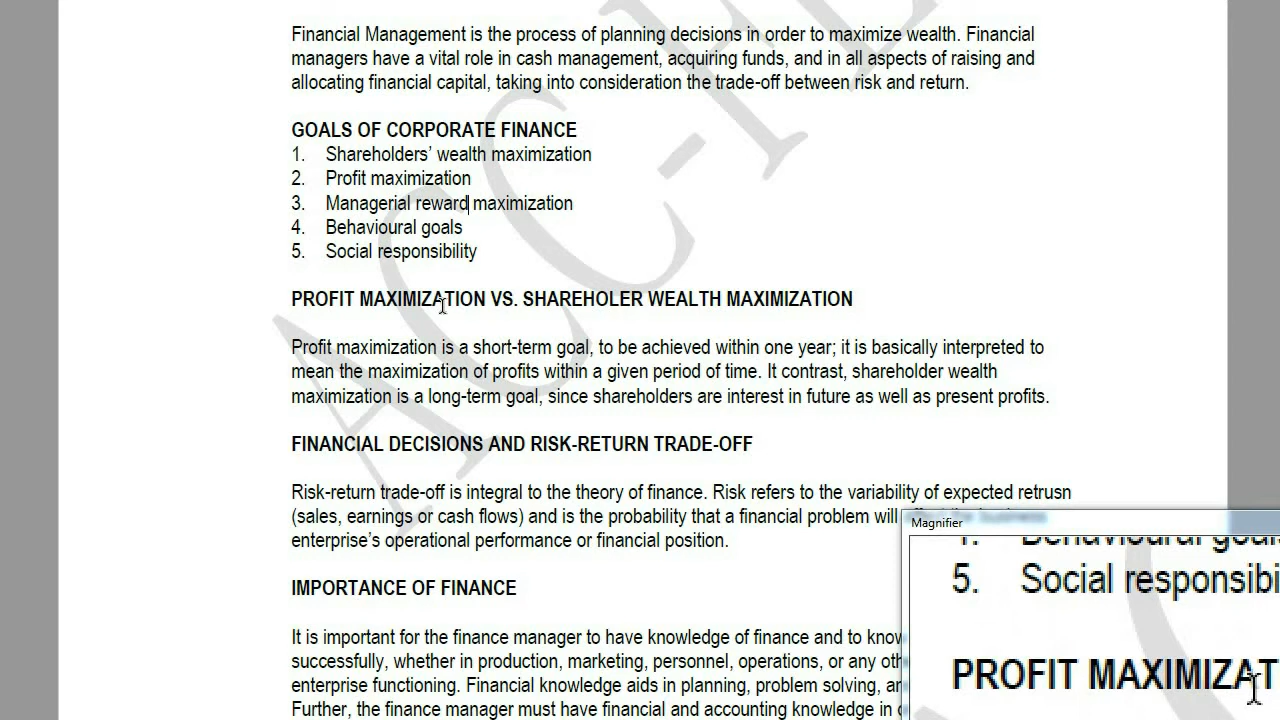 Financial Management is the process of planning decisions in order to maximize wealth. Financial
managers have a vital role in cash management, acquiring funds, and in all aspects of raising and
allocating financial capital, taking into consideration the trade-off between risk and return.
GOALS OF CORPORATE FINANCE
1. Shareholders' wealth maximization
2. Profit maximization
3. Managerial reward maximization
4. Behavioural goals
5. Social responsibility
PROFIT MAXIMIZATION VS. SHAREHOLER WEALTH MAXIMIZATION
Profit maximization is a short-term goal, to be achieved within one year; it is basically interpreted to
mean the maximization of profits within a given period of time. It contrast, shareholder wealth
maximization is a long-term goal, since shareholders are interest in future as well as present profits.
FINANCIAL DECISIONS AND RISK-RETURN TRADE-OFF
Risk-return trade-off is integral to the theory of finance. Risk refers to the variability of expected retrusn
(sales, earnings or cash flows) and is the probability that a financial problem will affect the business
enterprise's operational performance or financial position.
IMPORTANCE OF FINANCE
It is important for the finance manager to have knowledge of finance and to know
successfully, whether in production, marketing, personnel, operations, or any oth
enterprise functioning. Financial knowledge aids in planning, problem solving, an
Further, the finance manager must have financial and accounting knowledge in
Magnifier
Behavioural goals
5. Social responsibi
PROFIT MAXIMIZAT